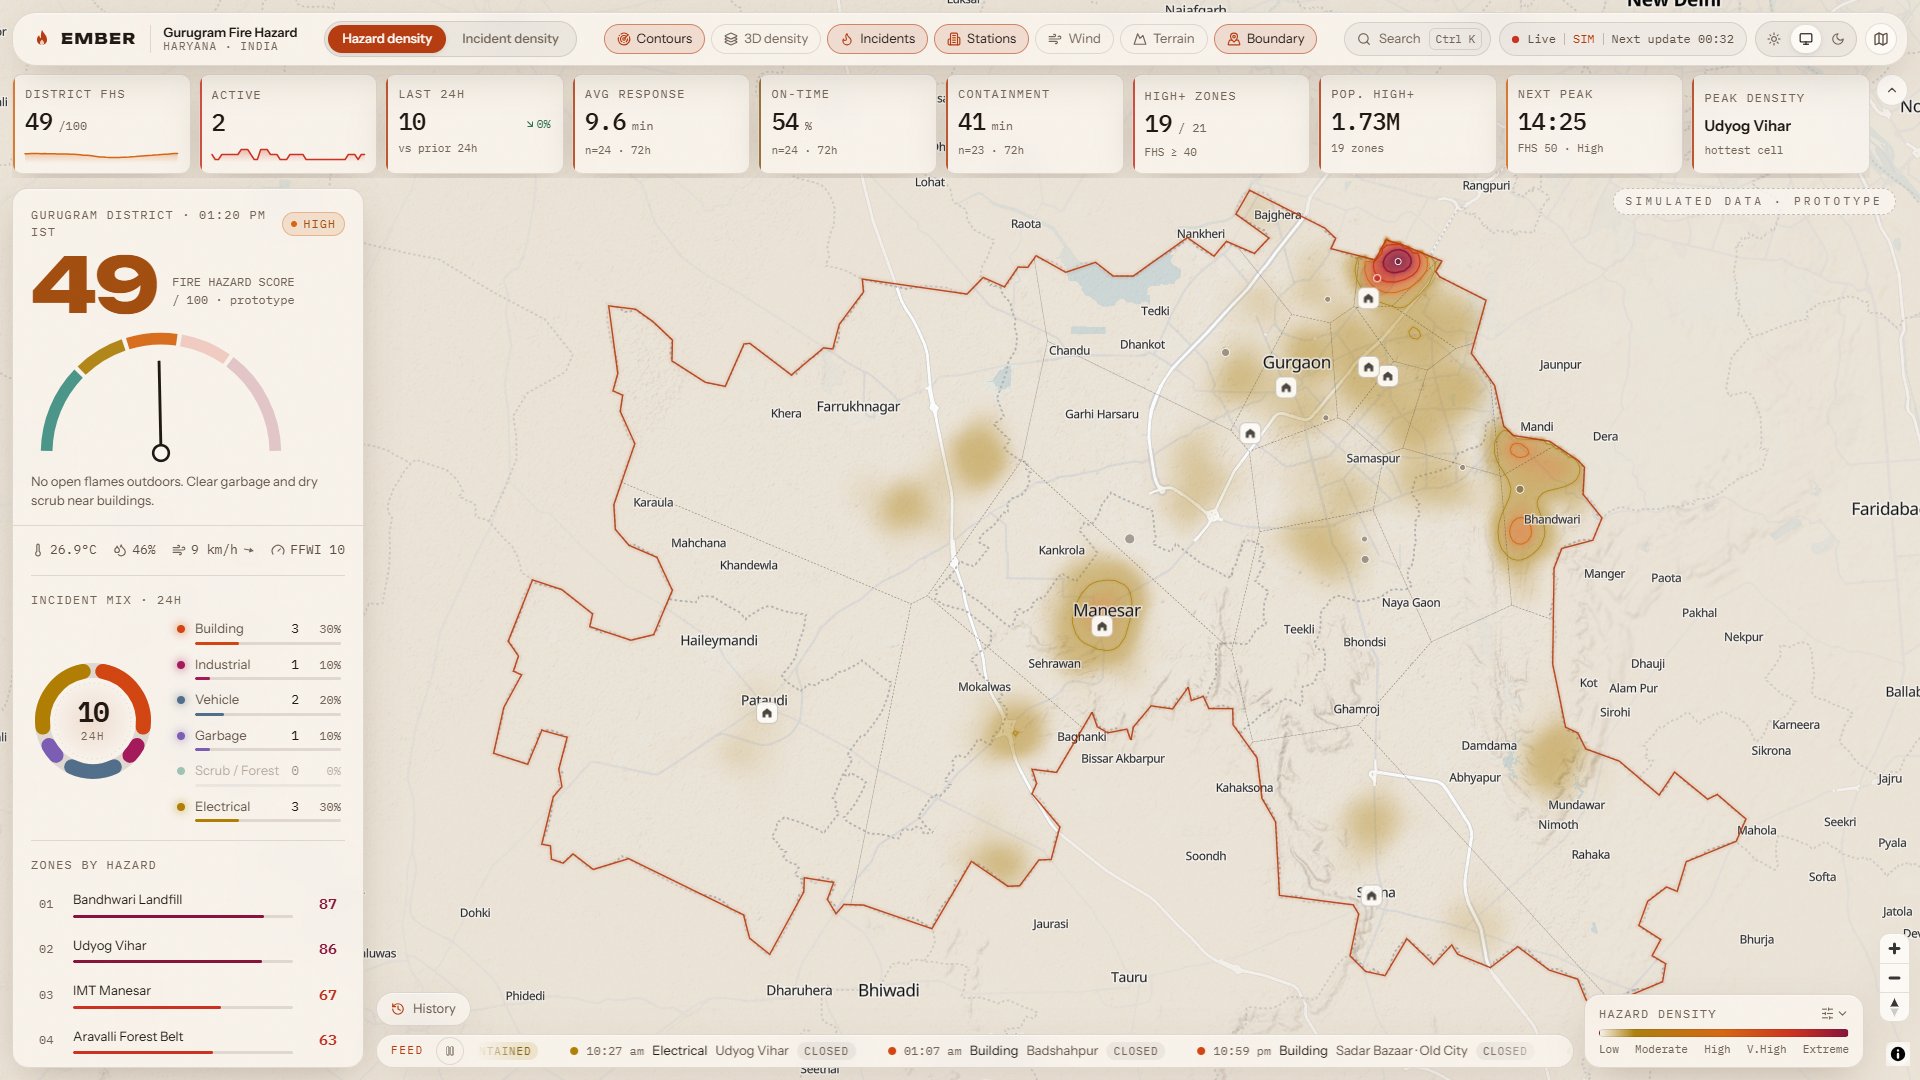 EMBER
Gurugram Fire Hazard
HARYANA · INDIA
Hazard density
Incident density
Contours
3D density
Incidents
Stations
Wind
Terrain
Boundary
Search Ctrl K
Live SIM Next update 00:32
DISTRICT FHS
49 /100
ACTIVE
2
LAST 24H
10 ↘0%
vs prior 24h
AVG RESPONSE
9.6 min
n=24 · 72h
ON-TIME
54 %
n=24 · 72h
CONTAINMENT
41 min
n=23 · 72h
HIGH+ ZONES
19 / 21
FHS ≥ 40
POP. HIGH+
1.73M
19 zones
NEXT PEAK
14:25
FHS 50 · High
PEAK DENSITY
Udyog Vihar
hottest cell
SIMULATED DATA · PROTOTYPE
GURUGRAM DISTRICT · 01:20 PM
IST
HIGH
49
FIRE HAZARD SCORE
/ 100 · prototype
No open flames outdoors. Clear garbage and dry
scrub near buildings.
26.9°C 46% 9 km/h → FFWI 10
INCIDENT MIX · 24H
10
24H
Building 3 30%
Industrial 1 10%
Vehicle 2 20%
Garbage 1 10%
Scrub / Forest 0 0%
Electrical 3 30%
ZONES BY HAZARD
01 Bandhwari Landfill 87
02 Udyog Vihar 86
03 IMT Manesar 67
04 Aravalli Forest Belt 63
New Delhi
Najafgarh
Lohat
Rangpuri
Raota
Bajghera
Nankheri
Tedki
Chandu
Dhankot
Gurgaon
Jaunpur
Khera
Farrukhnagar
Garhi Harsaru
Mandi
Dera
Samaspur
Karaula
Faridaba
Bhandwari
Mahchana
Khandewla
Kankrola
Manger
Paota
Manesar
Naya Gaon
Pakhal
Haileymandi
Teekli
Bhondsi
Nekpur
Sehrawan
Dhauji
Mokalwas
Kot
Alam Pur
Ballab
Pataudi
Ghamroj
Sirohi
Karneera
Bagnanki
Damdama
Sikrona
Bissar Akbarpur
Abhyapur
Jajru
Kahaksona
Mundawar
Nimoth
Mahola
Seekri
Pyala
Soondh
Rahaka
Softa
Dohki
Jaurasi
Jatola
Bhurja
aluwas
Tauru
Phidedi
Dharuhera
Bhiwadi
Seethal
History
FEED
NTAINED
10:27 am Electrical Udyog Vihar CLOSED
01:07 am Building Badshahpur CLOSED
10:59 pm Building Sadar Bazaar·Old City CLOSED
HAZARD DENSITY
Low Moderate High V.High Extreme